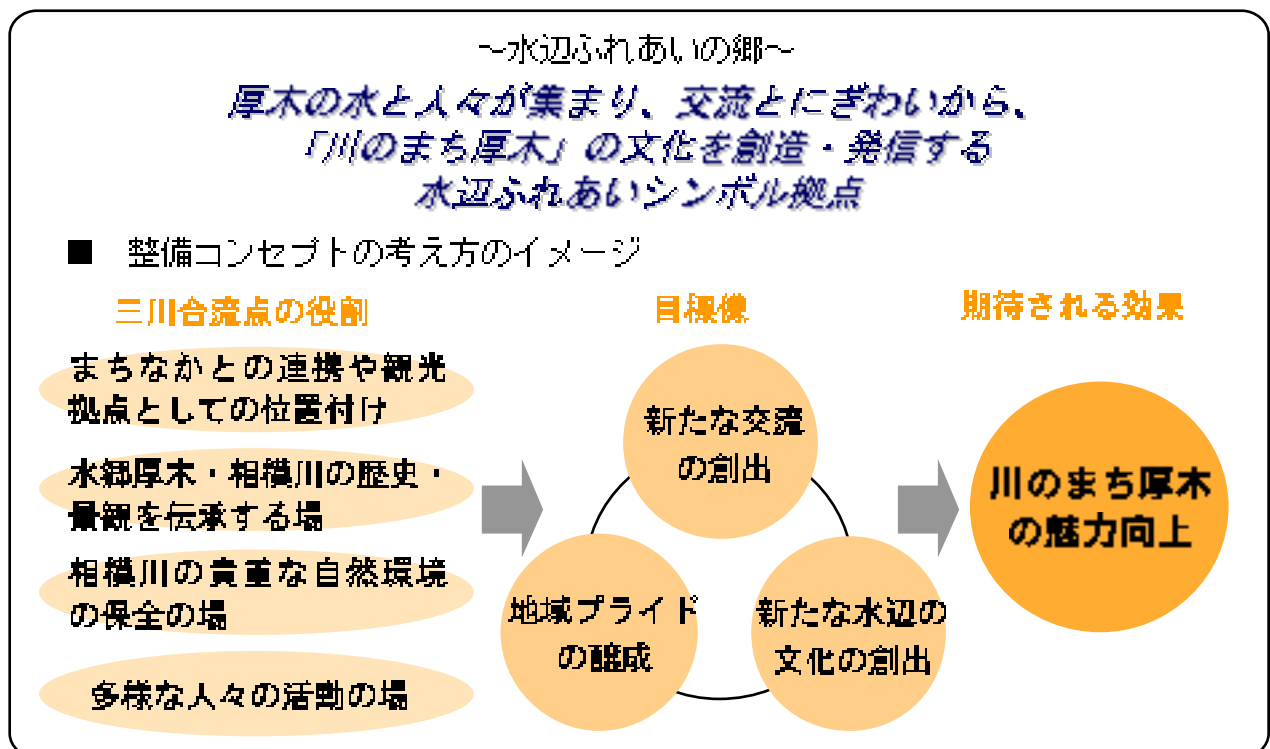 ～水辺ふれあいの郷～
厚木の水と人々が集まり、交流とにぎわいから、
「川のまち厚木」の文化を創造・発信する
水辺ふれあいシンボル拠点
■ 整備コンセプトの考え方のイメージ
三川合流点の役割
まちなかとの連携や観光
拠点としての位置付け
水郷厚木・相模川の歴史・
景観を伝承する場
相模川の貴重な自然環境
の保全の場
多様な人々の活動の場
目標像
新たな交流
の創出
地域プライド
の醸成
新たな水辺の
文化の創出
期待される効果
川のまち厚木
の魅力向上